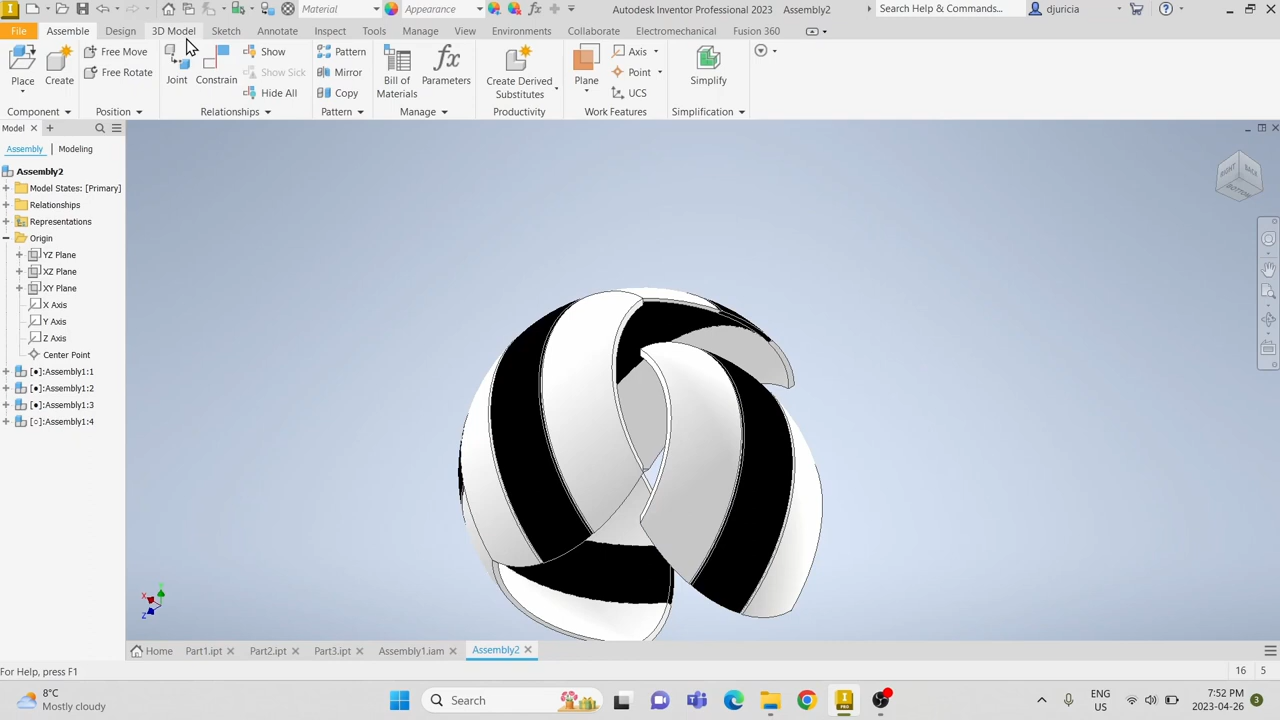 Material
Appearance
Autodesk Inventor Professional 2023
Assembly2
Search Help & Commands...
djuricia
File
Assemble
Design
3D Model
Sketch
Annotate
Inspect
Tools
Manage
View
Environments
Collaborate
Electromechanical
Fusion 360
Place
Create
Free Move
Free Rotate
Joint
Constrain
Show
Show Sick
Hide All
Pattern
Mirror
Copy
Bill of
Materials
Parameters
Create Derived
Substitutes
Plane
Axis
Point
UCS
Simplify
Component
Position
Relationships
Pattern
Manage
Productivity
Work Features
Simplification
Model
Assembly
Modeling
Assembly2
Model States: [Primary]
Relationships
Representations
Origin
YZ Plane
XZ Plane
XY Plane
X Axis
Y Axis
Z Axis
Center Point
[●]:Assembly1:1
[●]:Assembly1:2
[●]:Assembly1:3
[○]:Assembly1:4
RIGHT
BACK
BOTTOM
X
Y
Z
Home
Part1.ipt
Part2.ipt
Part3.ipt
Assembly1.iam
Assembly2
For Help, press F1
16
5
8°C
Mostly cloudy
Search
PRO
ENG
US
7:52 PM
2023-04-26
3